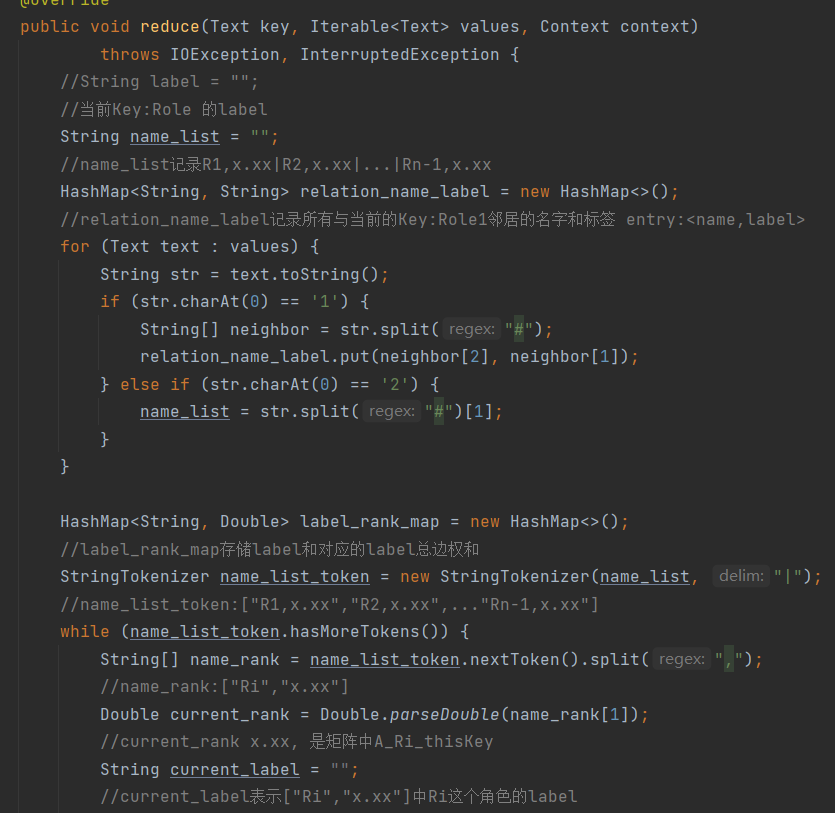 @Override
public void reduce(Text key, Iterable<Text> values, Context context)
throws IOException, InterruptedException {
//String label = "";
//当前Key:Role 的label
String name_list = "";
//name_list记录R1,x.xx|R2,x.xx|...|Rn-1,x.xx
HashMap<String, String> relation_name_label = new HashMap<>();
//relation_name_label记录所有与当前的Key:Role1邻居的名字和标签 entry:<name,label>
for (Text text : values) {
String str = text.toString();
if (str.charAt(0) == '1') {
String[] neighbor = str.split( regex: "#");
relation_name_label.put(neighbor[2], neighbor[1]);
} else if (str.charAt(0) == '2') {
name_list = str.split( regex: "#")[1];
}
}
HashMap<String, Double> label_rank_map = new HashMap<>();
//label_rank_map存储label和对应的label总边权和
StringTokenizer name_list_token = new StringTokenizer(name_list, delim: "|");
//name_list_token:["R1,x.xx","R2,x.xx",..."Rn-1,x.xx"]
while (name_list_token.hasMoreTokens()) {
String[] name_rank = name_list_token.nextToken().split( regex: ",");
//name_rank:["Ri","x.xx"]
Double current_rank = Double.parseDouble(name_rank[1]);
//current_rank x.xx, 是矩阵中A_Ri_thisKey
String current_label = "";
//current_label表示["Ri","x.xx"]中Ri这个角色的label